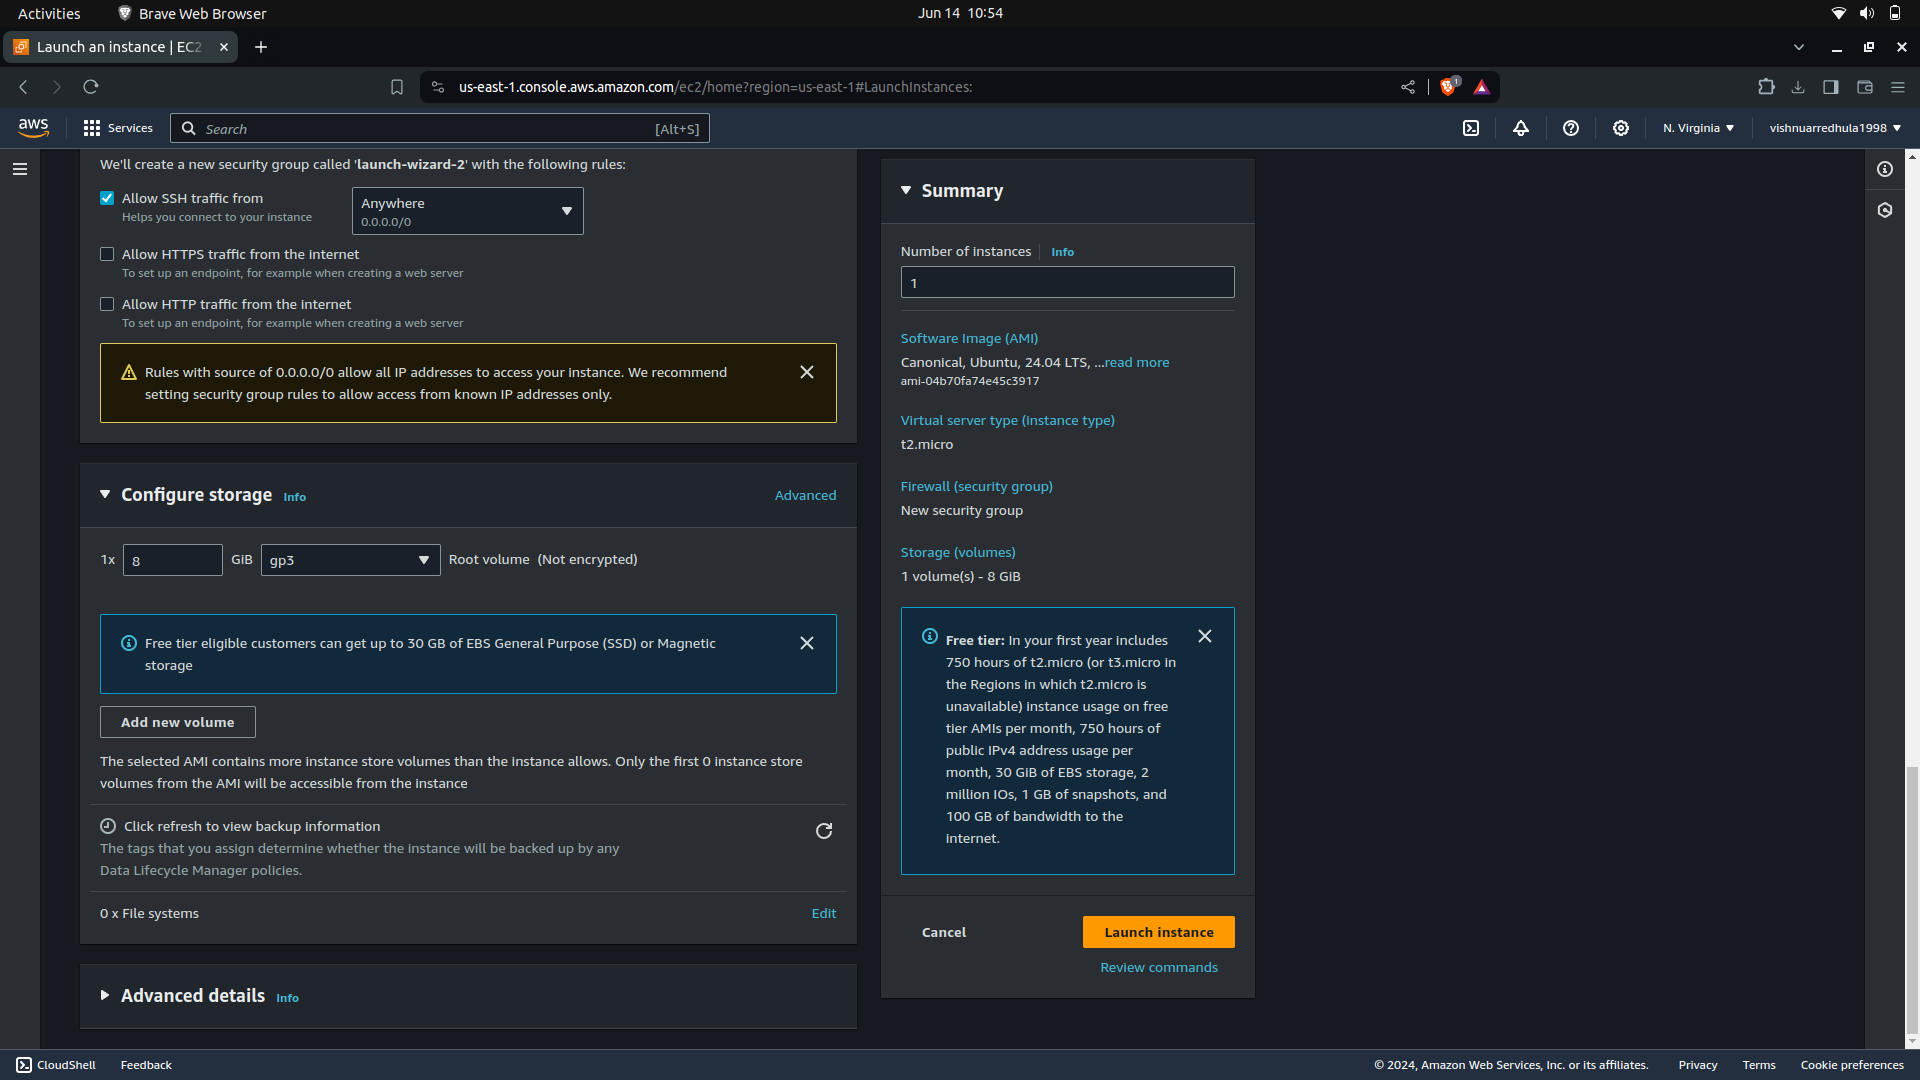 Activities
Brave Web Browser
Jun 14 10:54
Launch an instance | EC2
us-east-1.console.aws.amazon.com/ec2/home?region=us-east-1#LaunchInstances:
1
aws
Services
Search
[Alt+S]
N. Virginia
vishnuarredhula1998
We'll create a new security group called 'launch-wizard-2' with the following rules:
Allow SSH traffic from
Helps you connect to your instance
Anywhere
0.0.0.0/0
Allow HTTPS traffic from the internet
To set up an endpoint, for example when creating a web server
Allow HTTP traffic from the internet
To set up an endpoint, for example when creating a web server
Rules with source of 0.0.0.0/0 allow all IP addresses to access your instance. We recommend
setting security group rules to allow access from known IP addresses only.
Configure storage
Info
Advanced
1x
8
GiB
gp3
Root volume (Not encrypted)
Free tier eligible customers can get up to 30 GB of EBS General Purpose (SSD) or Magnetic
storage
Add new volume
The selected AMI contains more instance store volumes than the instance allows. Only the first 0 instance store
volumes from the AMI will be accessible from the instance
Click refresh to view backup information
The tags that you assign determine whether the instance will be backed up by any
Data Lifecycle Manager policies.
0 x File systems
Edit
Advanced details
Info
Summary
Number of instances
Info
1
Software Image (AMI)
Canonical, Ubuntu, 24.04 LTS, ...read more
ami-04b70fa74e45c3917
Virtual server type (instance type)
t2.micro
Firewall (security group)
New security group
Storage (volumes)
1 volume(s) - 8 GiB
Free tier: In your first year includes
750 hours of t2.micro (or t3.micro in
the Regions in which t2.micro is
unavailable) instance usage on free
tier AMIs per month, 750 hours of
public IPv4 address usage per
month, 30 GiB of EBS storage, 2
million IOs, 1 GB of snapshots, and
100 GB of bandwidth to the
internet.
Cancel
Launch instance
Review commands
CloudShell
Feedback
© 2024, Amazon Web Services, Inc. or its affiliates.
Privacy
Terms
Cookie preferences